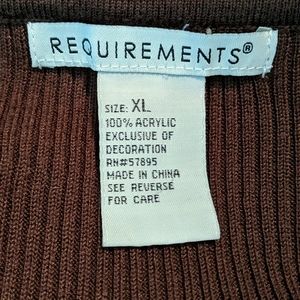 REQUIREMENTS®
SIZE: XL
100% ACRYLIC
EXCLUSIVE OF
DECORATION
RN#57895
MADE IN CHINA
SEE REVERSE
FOR CARE